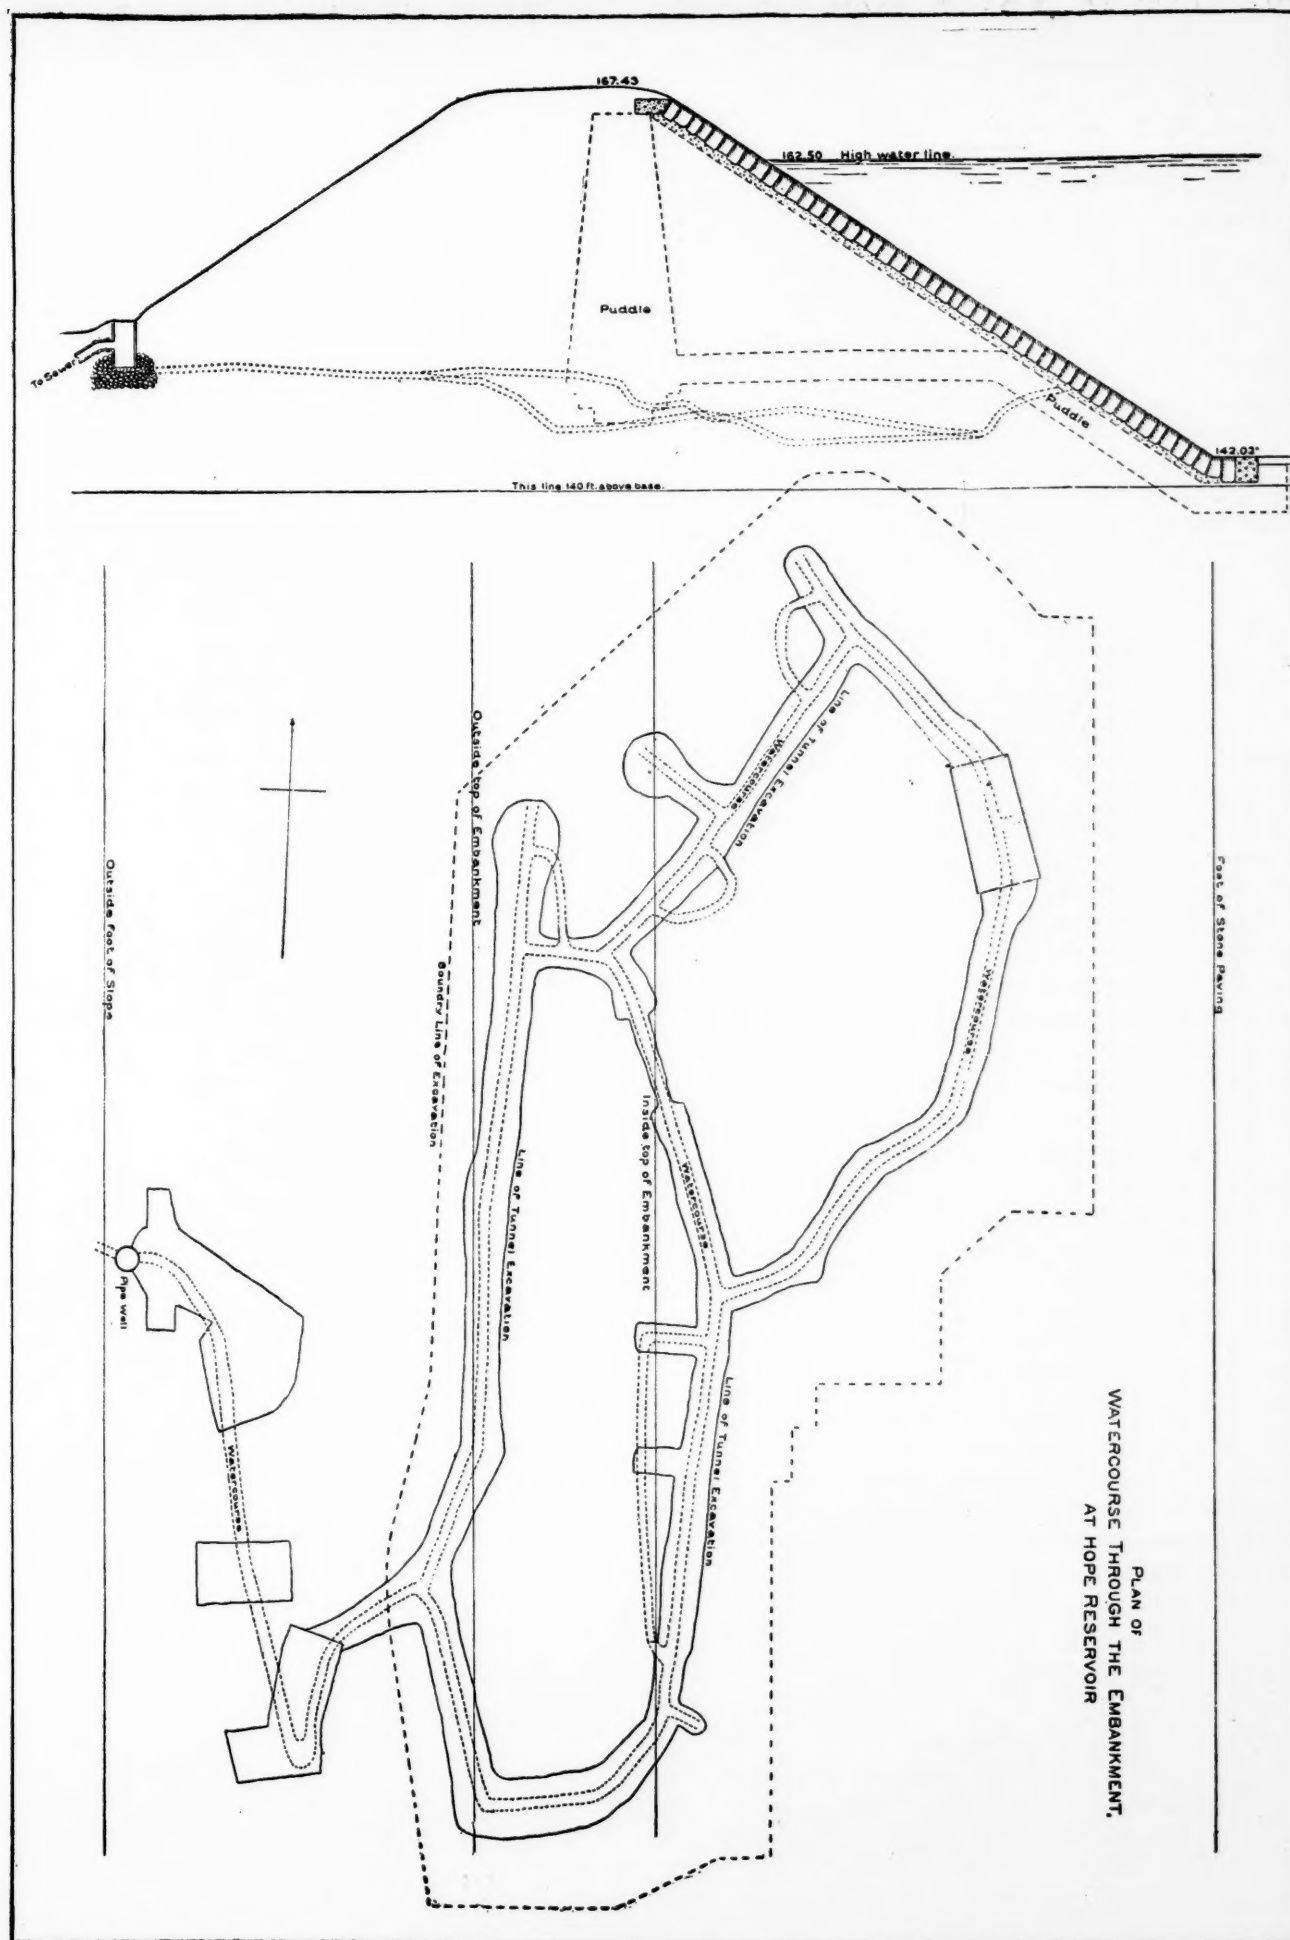 167.43
162.50 High water line.
Puddle
To Sewer
Puddle
142.02
This line 140 ft. above base.
Outside foot of Slope
Outside top of Embankment
Boundry Line of Excavation
Line of Tunnel Excavation
Watercourse
Line of Tunnel Excavation
Inside top of Embankment
Watercourse
Watercourse
Foot of Stone Paving
Pipe Well
Watercourse
Line of Tunnel Excavation
PLAN OF
WATERCOURSE THROUGH THE EMBANKMENT,
AT HOPE RESERVOIR